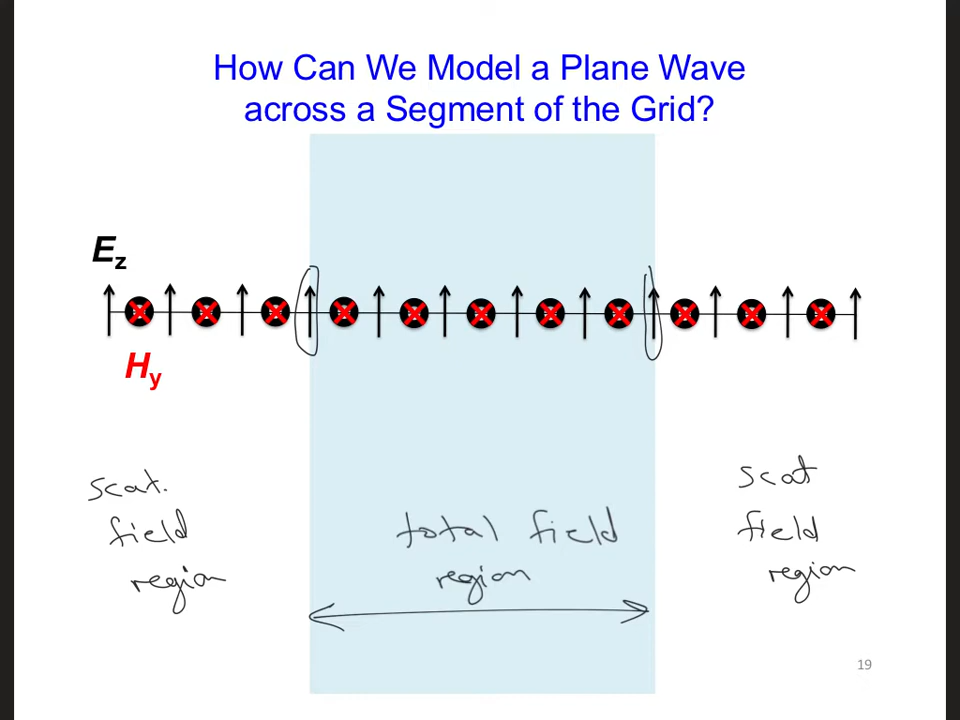 How Can We Model a Plane Wave
across a Segment of the Grid?
Ez
Hy
scat.
field
region
total field
region
scat
field
region
19